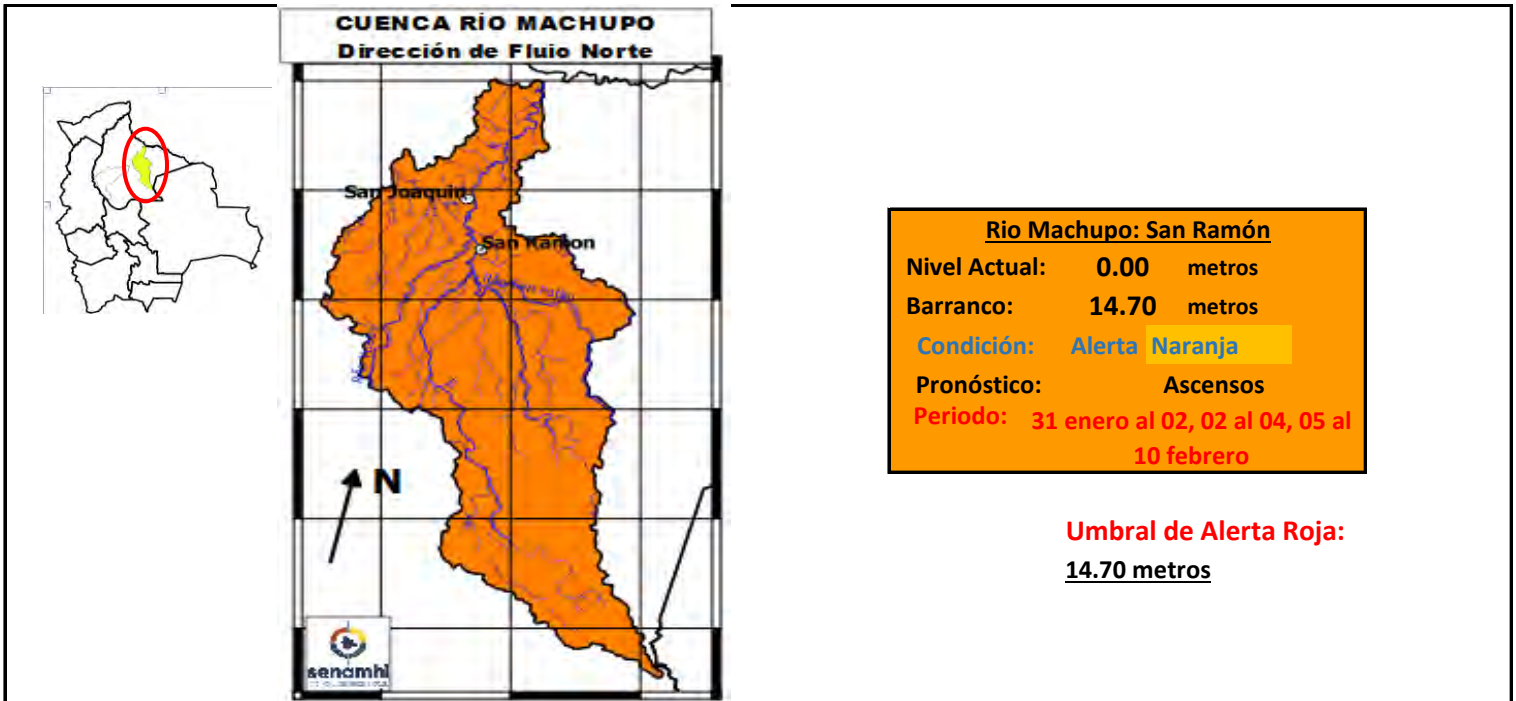 CUENCA RÍO MACHUPO
Dirección de Flujo Norte
San Joaquin
San Ramon
N
senamhi
Rio Machupo: San Ramón
Nivel Actual: 0.00 metros
Barranco: 14.70 metros
Condición: Alerta Naranja
Pronóstico: Ascensos
Periodo: 31 enero al 02, 02 al 04, 05 al
10 febrero
Umbral de Alerta Roja:
14.70 metros